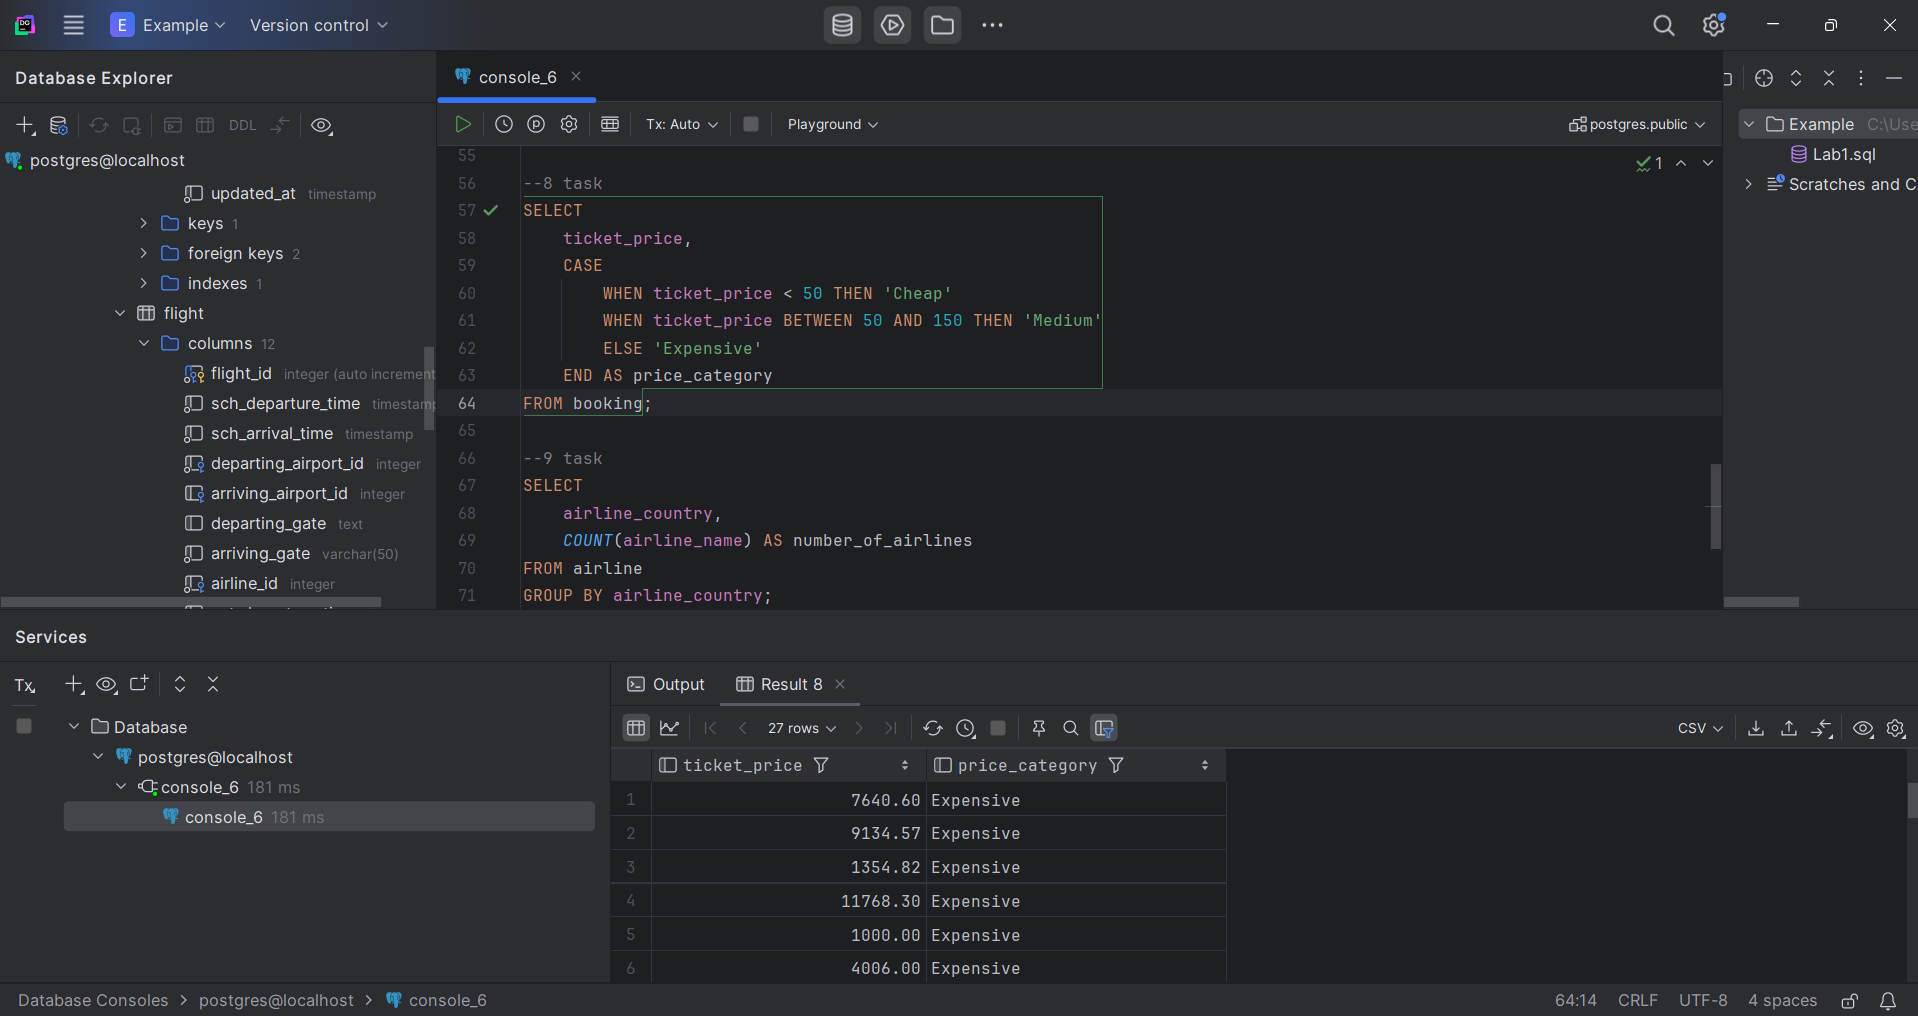 E Example Version control
Database Explorer
DDL
postgres@localhost
updated_at timestamp
keys 1
foreign keys 2
indexes 1
flight
columns 12
flight_id integer (auto increment
sch_departure_time timestamp
sch_arrival_time timestamp
departing_airport_id integer
arriving_airport_id integer
departing_gate text
arriving_gate varchar(50)
airline_id integer
console_6
Tx: Auto Playground postgres.public
1
55
56 --8 task
57 SELECT
58 ticket_price,
59 CASE
60 WHEN ticket_price < 50 THEN 'Cheap'
61 WHEN ticket_price BETWEEN 50 AND 150 THEN 'Medium'
62 ELSE 'Expensive'
63 END AS price_category
64 FROM booking;
65
66 --9 task
67 SELECT
68 airline_country,
69 COUNT(airline_name) AS number_of_airlines
70 FROM airline
71 GROUP BY airline_country;
Example C:\Use
Lab1.sql
Scratches and C
Services
Tx
Database
postgres@localhost
console_6 181 ms
console_6 181 ms
Output Result 8
27 rows CSV
ticket_price price_category
1 7640.60 Expensive
2 9134.57 Expensive
3 1354.82 Expensive
4 11768.30 Expensive
5 1000.00 Expensive
6 4006.00 Expensive
Database Consoles > postgres@localhost > console_6
64:14 CRLF UTF-8 4 spaces